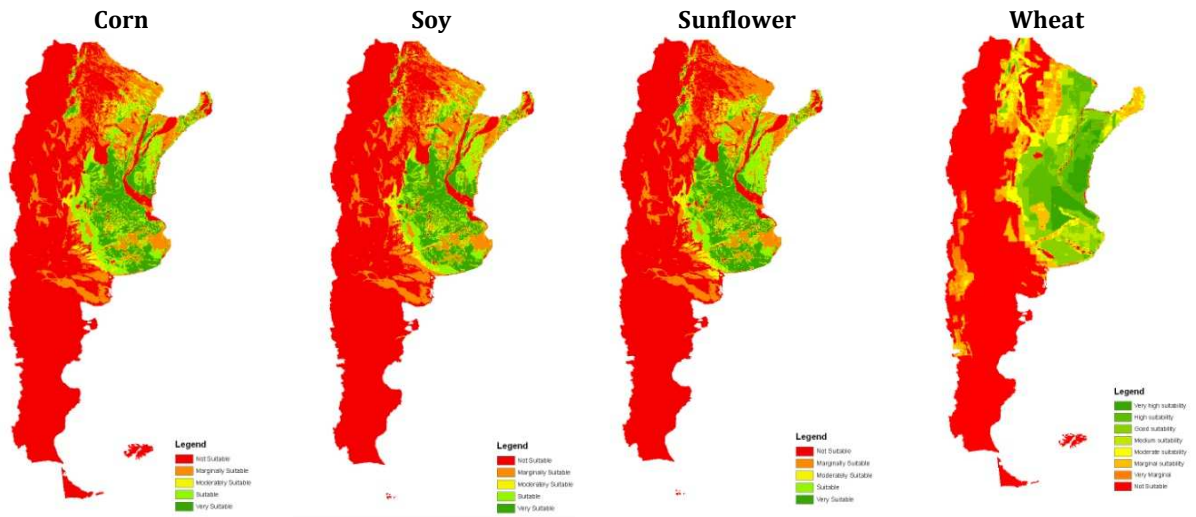 Corn
Soy
Sunflower
Wheat
Legend
Not Suitable
Marginally Suitable
Moderately Suitable
Suitable
Very Suitable
Legend
Not Suitable
Marginally Suitable
Moderately Suitable
Suitable
Very Suitable
Legend
Not Suitable
Marginally Suitable
Moderately Suitable
Suitable
Very Suitable
Legend
Very high suitability
High suitability
Good suitability
Medium suitability
Moderate suitability
Marginal suitability
Very Marginal
Not Suitable